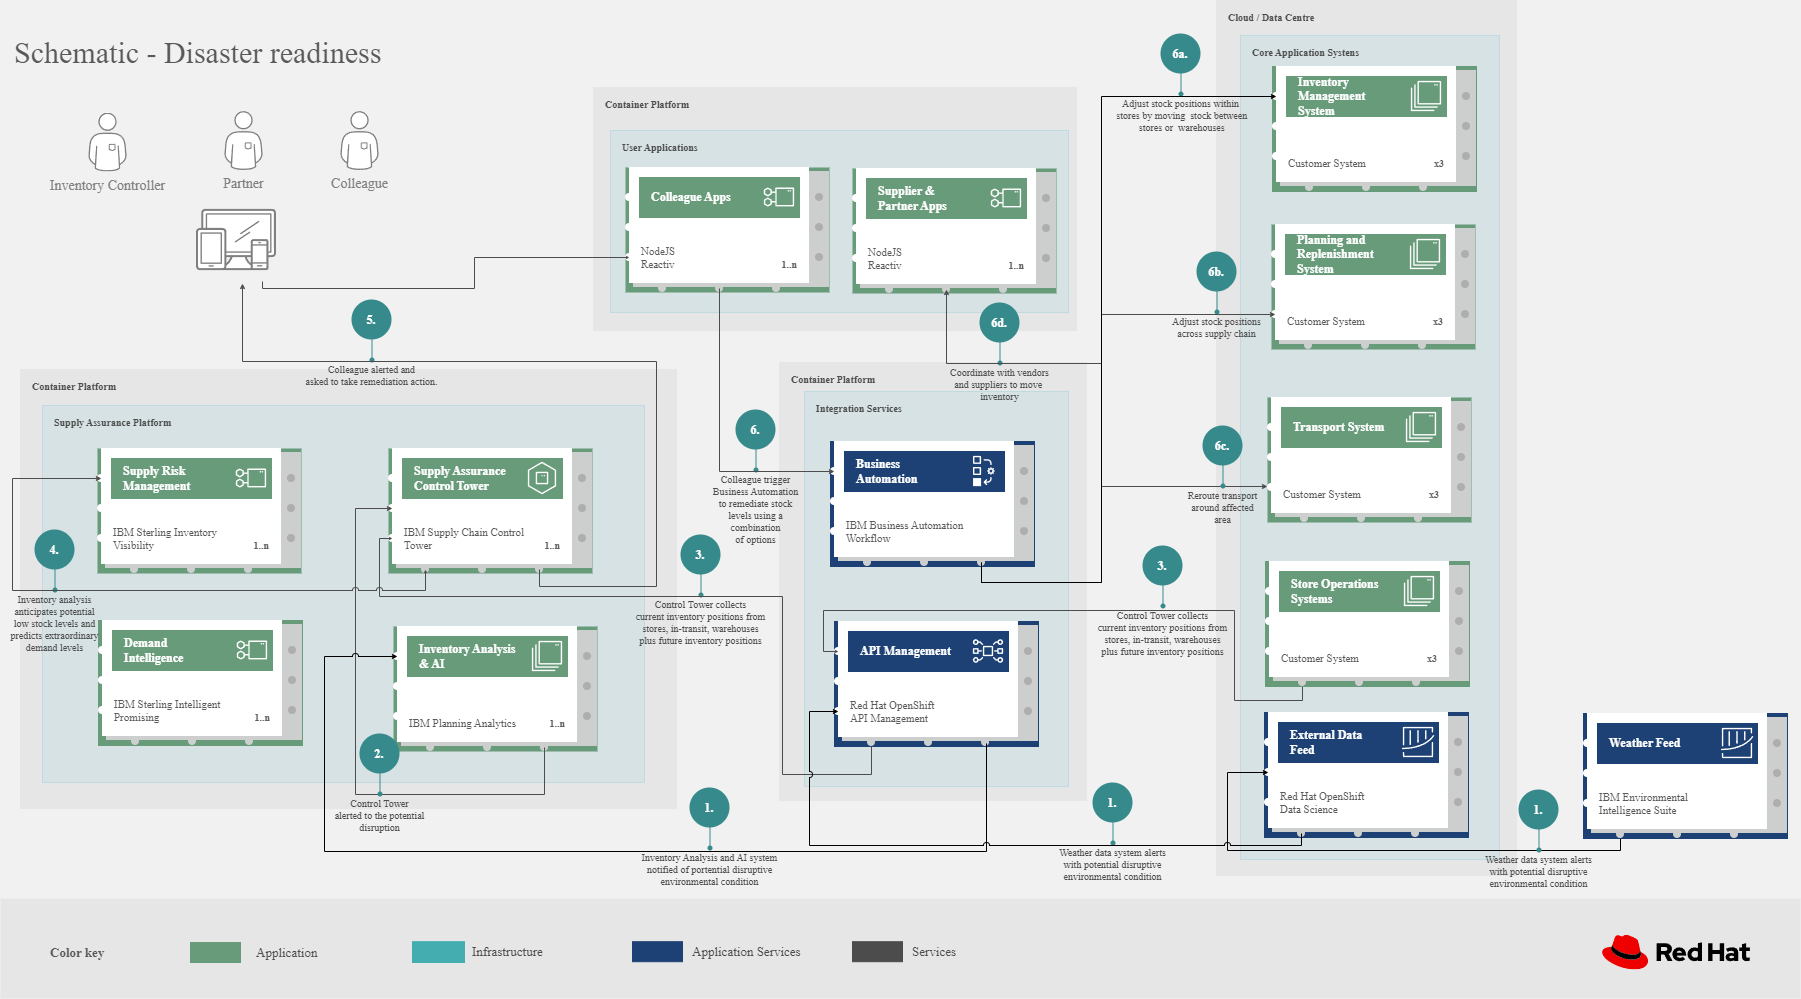 Schematic - Disaster readiness
Inventory Controller
Partner
Colleague
Container Platform
User Applications
Colleague Apps
NodeJS
Reactiv
1..n
Supplier &
Partner Apps
NodeJS
Reactiv
1..n
Cloud / Data Centre
Core Application Systens
Inventory
Management
System
Customer System
x3
Planning and
Replenishment
System
Customer System
x3
Transport System
Customer System
x3
Store Operations
Systems
Customer System
x3
External Data
Feed
Red Hat OpenShift
Data Science
Weather Feed
IBM Environmental
Intelligence Suite
6a.
Adjust stock positions within
stores by moving  stock between
stores or  warehouses
6b.
Adjust stock positions
across supply chain
6c.
Reroute transport
around affected
area
6d.
Coordinate with vendors
and suppliers to move
inventory
5.
Colleague alerted and
asked to take remediation action.
Container Platform
Supply Assurance Platform
Supply Risk
Management
IBM Sterling Inventory
Visibility
1..n
Supply Assurance
Control Tower
IBM Supply Chain Control
Tower
1..n
4.
Inventory analysis
anticipates potential
low stock levels and
predicts extraordinary
demand levels
Demand
Intelligence
IBM Sterling Intelligent
Promising
1..n
Inventory Analysis
& AI
IBM Planning Analytics
1..n
2.
Control Tower
alerted to the potential
disruption
Container Platform
Integration Services
Business
Automation
IBM Business Automation
Workflow
API Management
Red Hat OpenShift
API Management
6.
Colleague trigger
Business Automation
to remediate stock
levels using a
combination
of options
3.
Control Tower collects
current inventory positions from
stores, in-transit, warehouses
plus future inventory positions
3.
Control Tower collects
current inventory positions from
stores, in-transit, warehouses
plus future inventory positions
1.
Inventory Analysis and AI system
notified of portential disruptive
environmental condition
1.
Weather data system alerts
with potential disruptive
environmental condition
1.
Weather data system alerts
with potential disruptive
environmental condition
Color key
Application
Infrastructure
Application Services
Services
Red Hat